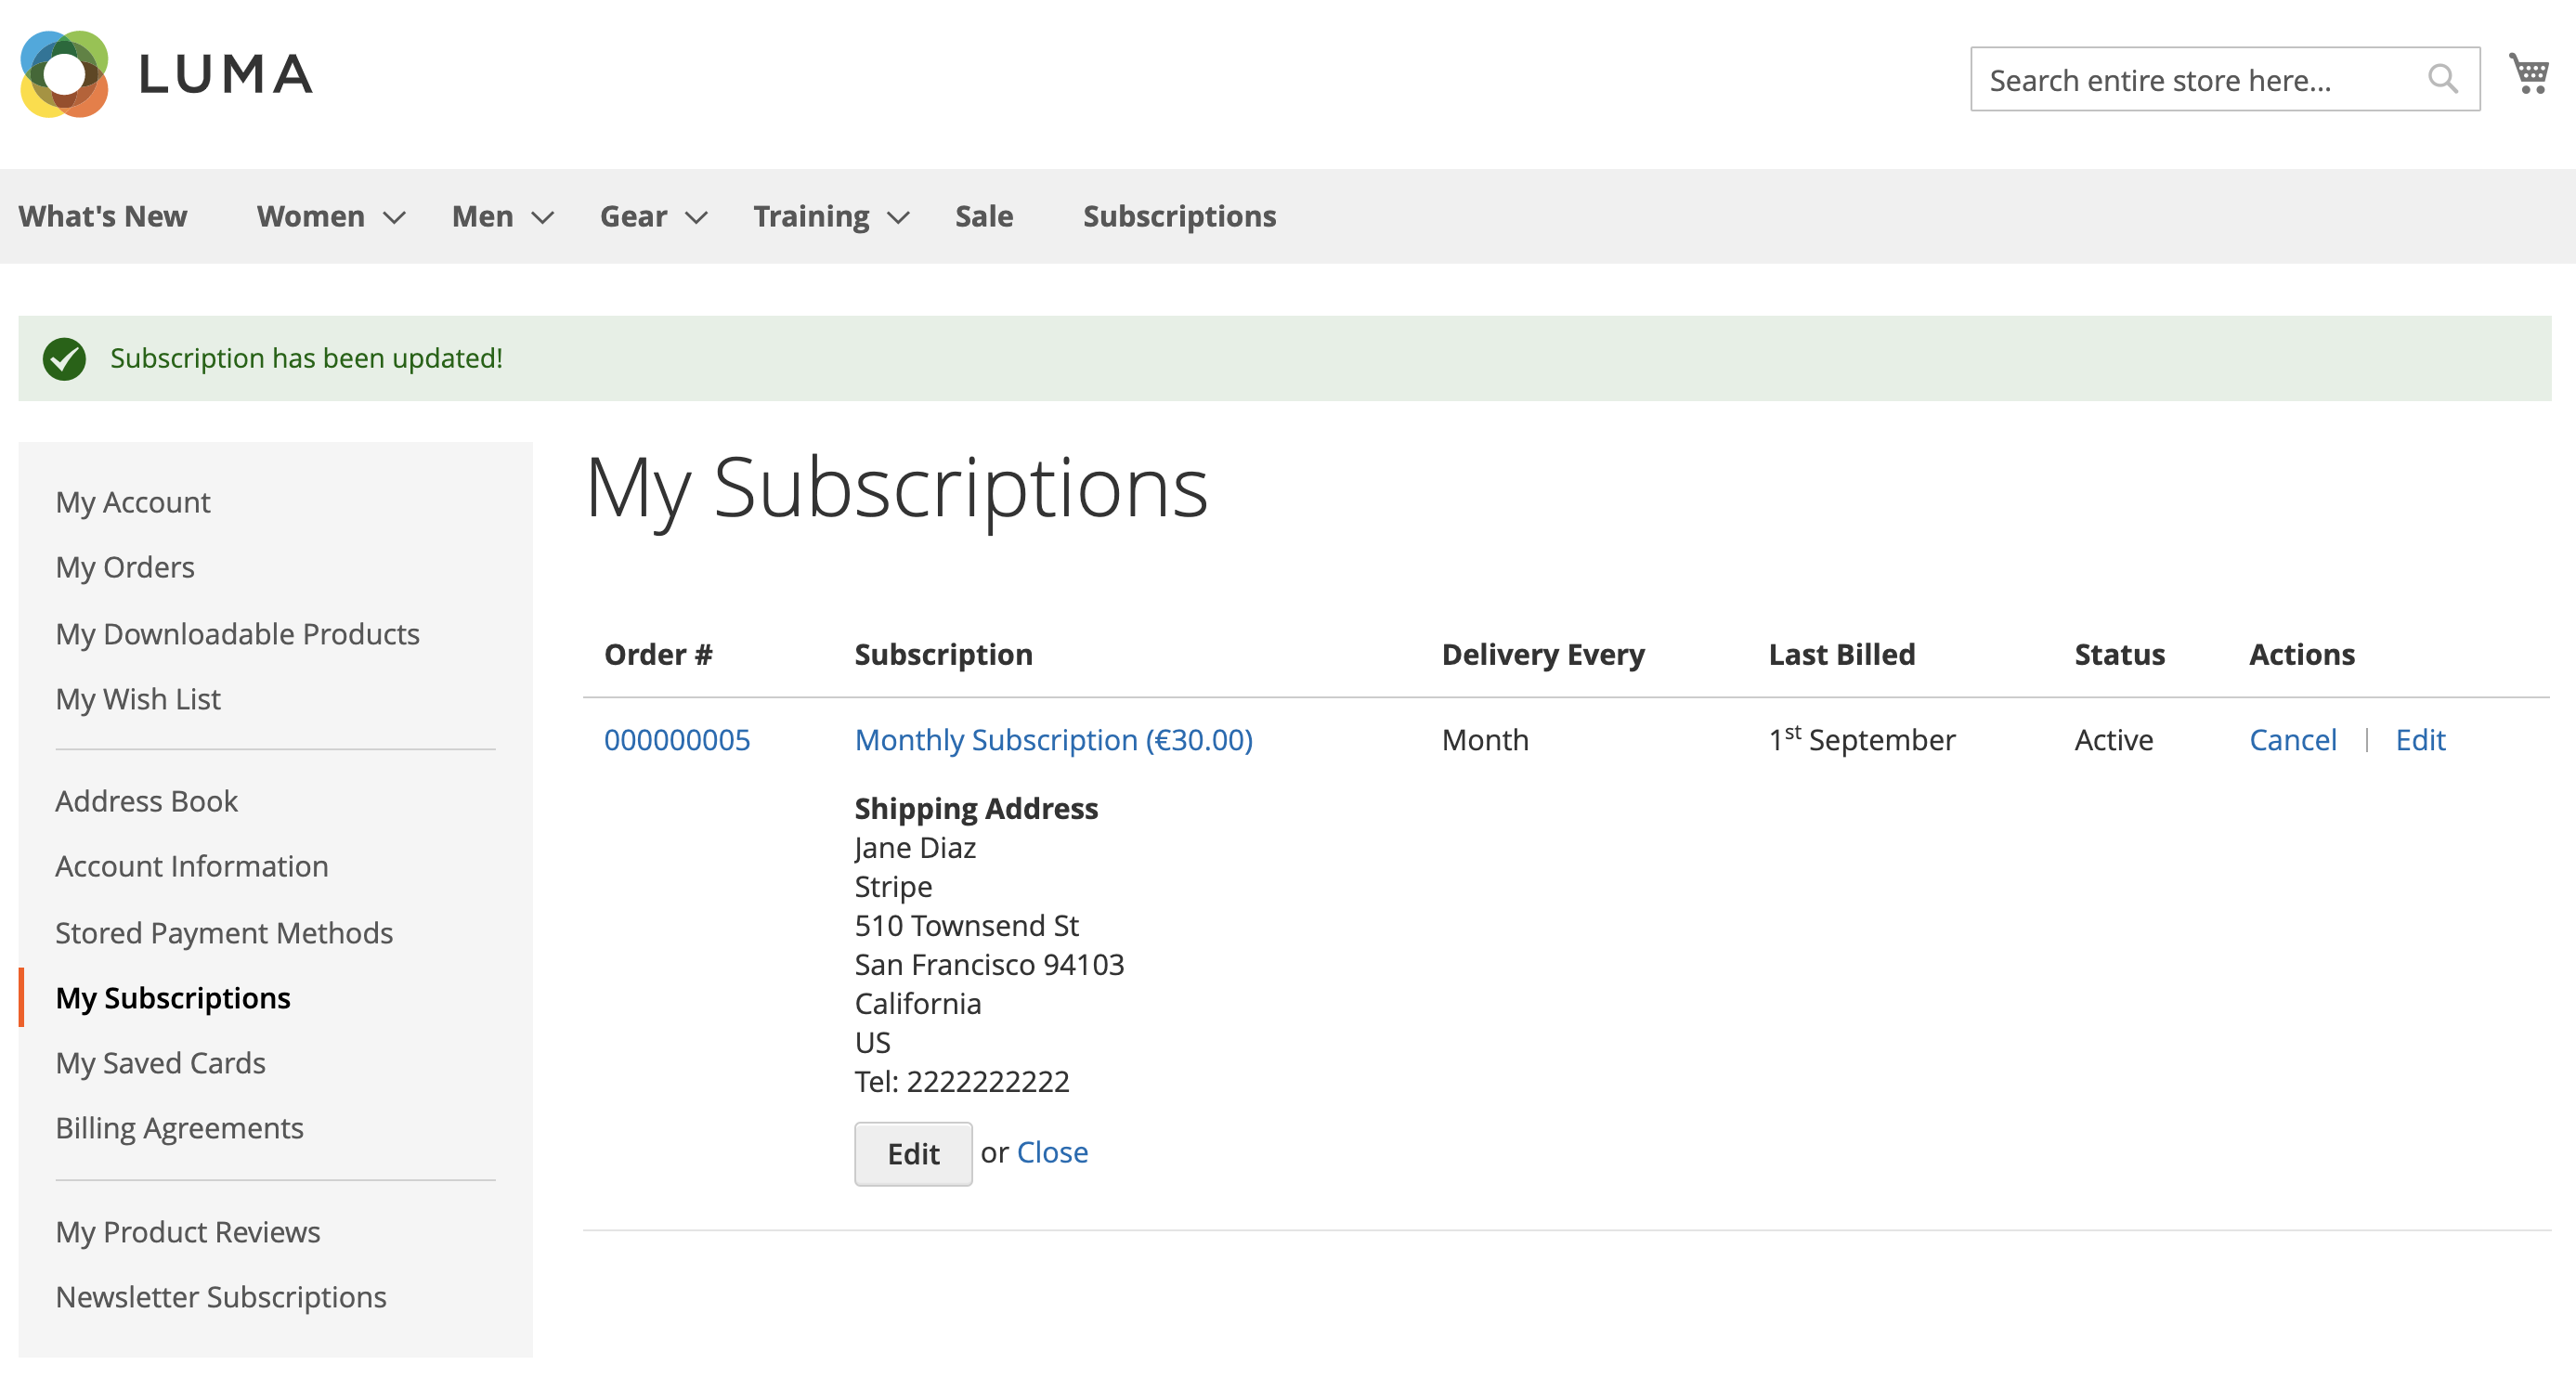 LUMA
Search entire store here...
What's New Women Men Gear Training Sale Subscriptions
Subscription has been updated!
My Account
My Orders
My Downloadable Products
My Wish List
Address Book
Account Information
Stored Payment Methods
My Subscriptions
My Saved Cards
Billing Agreements
My Product Reviews
Newsletter Subscriptions
My Subscriptions
Order # Subscription Delivery Every Last Billed Status Actions
000000005 Monthly Subscription (€30.00) Month 1st September Active Cancel | Edit
Shipping Address
Jane Diaz
Stripe
510 Townsend St
San Francisco 94103
California
US
Tel: 2222222222
Edit or Close